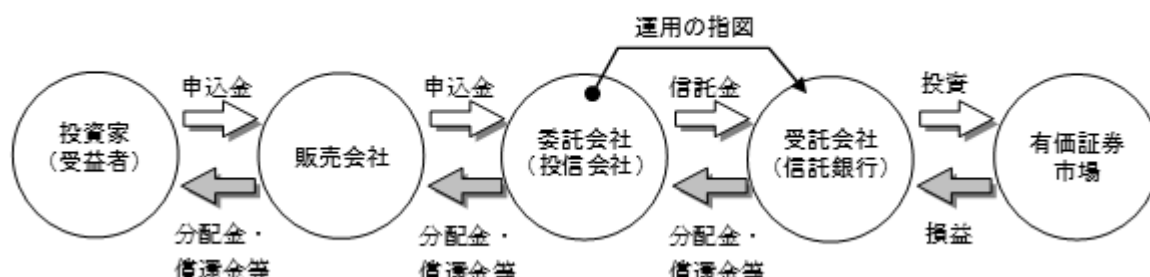 運用の指図
申込金
申込金
信託金
投資
投資家
(受益者)
販売会社
委託会社
(投信会社)
受託会社
(信託銀行)
有価証券
市場
分配金・
償還金等
分配金・
償還金等
分配金・
償還金等
損益